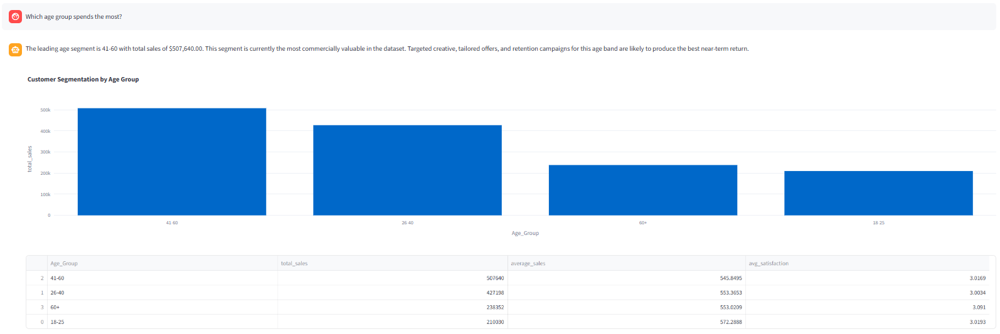 Which age group spends the most?
The leading age segment is 41-60 with total sales of $507,640.00. This segment is currently the most commercially valuable in the dataset. Targeted creative, tailored offers, and retention campaigns for this age band are likely to produce the best near-term return.
Customer Segmentation by Age Group
500k
400k
300k
200k
100k
0
total_sales
41-60 26-40 60+ 18-25
Age_Group
Age_Group total_sales average_sales avg_satisfaction
2 41-60 507640 545.8495 3.0169
1 26-40 427198 553.3653 3.0034
3 60+ 238352 553.0209 3.091
0 18-25 210030 572.2888 3.0193